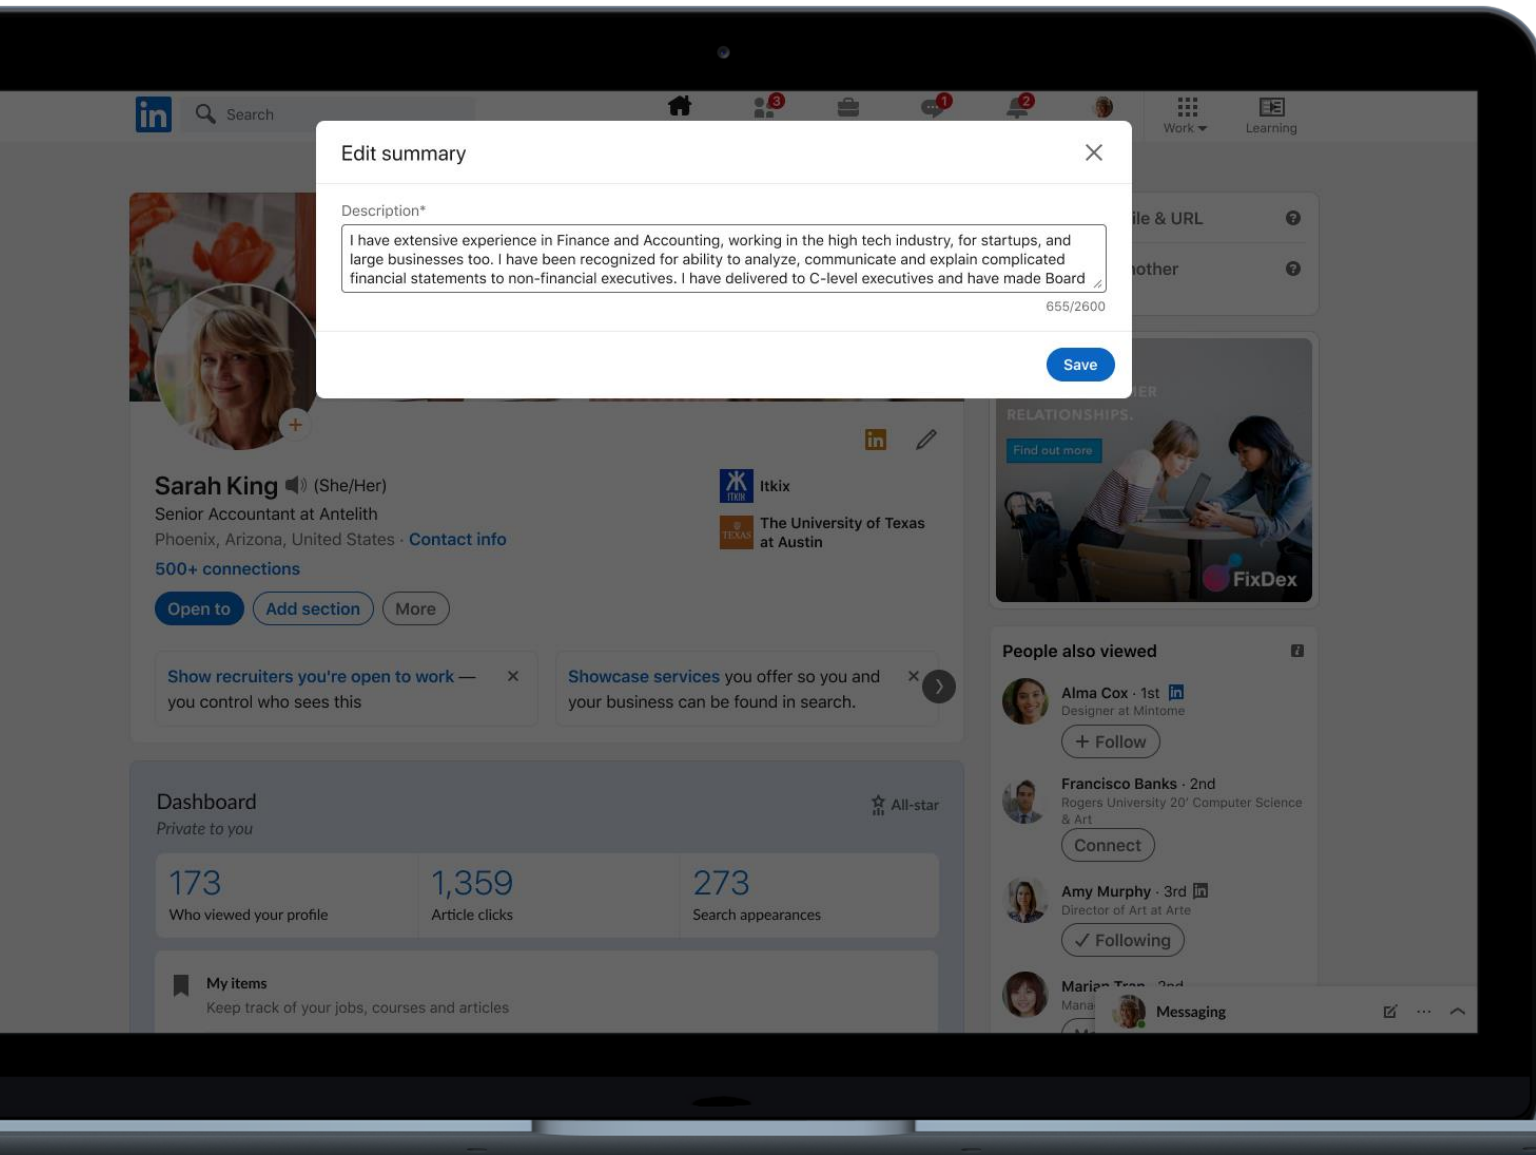 in
Search
3
1
2
Work
Learning
Edit summary
Description*
I have extensive experience in Finance and Accounting, working in the high tech industry, for startups, and
large businesses too. I have been recognized for ability to analyze, communicate and explain complicated
financial statements to non-financial executives. I have delivered to C-level executives and have made Board
655/2600
Save
ile & URL
nother
RELATIONSHIPS.
Find out more
FixDex
in
Sarah King (She/Her)
Senior Accountant at Antelith
Phoenix, Arizona, United States · Contact info
500+ connections
Open to
Add section
More
ITKIX
Itkix
TEXAS
The University of Texas
at Austin
Show recruiters you're open to work —
you control who sees this
Showcase services you offer so you and
your business can be found in search.
Dashboard
Private to you
All-star
173
Who viewed your profile
1,359
Article clicks
273
Search appearances
My items
Keep track of your jobs, courses and articles
People also viewed
Alma Cox · 1st in
Designer at Mintome
+ Follow
Francisco Banks · 2nd
Rogers University 20' Computer Science
& Art
Connect
Amy Murphy · 3rd in
Director of Art at Arte
✓ Following
Messaging